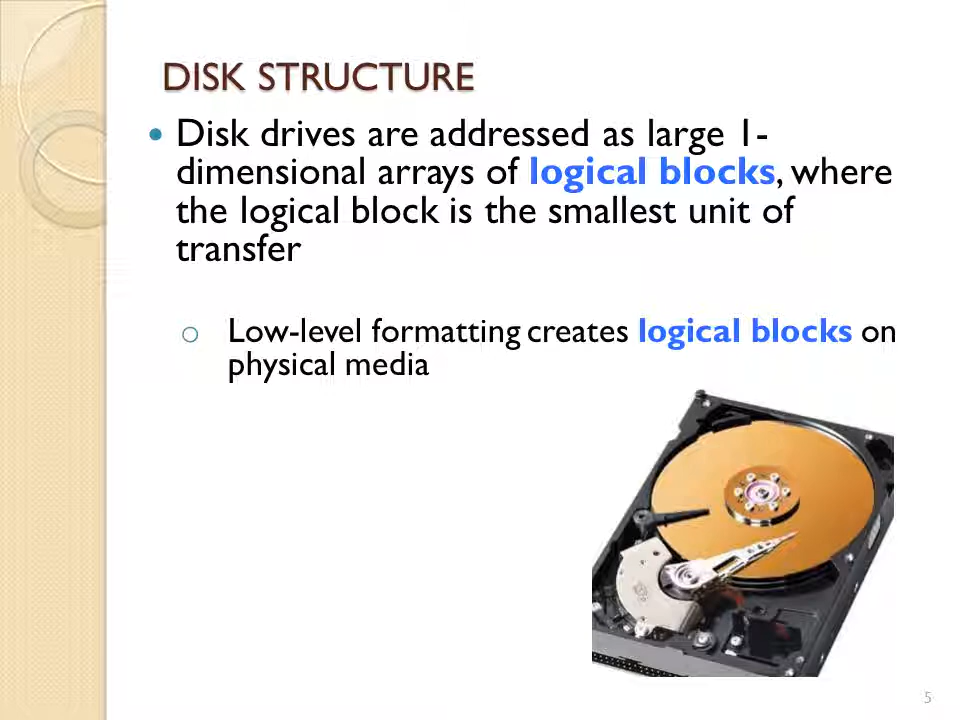 DISK STRUCTURE
• Disk drives are addressed as large 1-
dimensional arrays of logical blocks, where
the logical block is the smallest unit of
transfer
o Low-level formatting creates logical blocks on
physical media
5